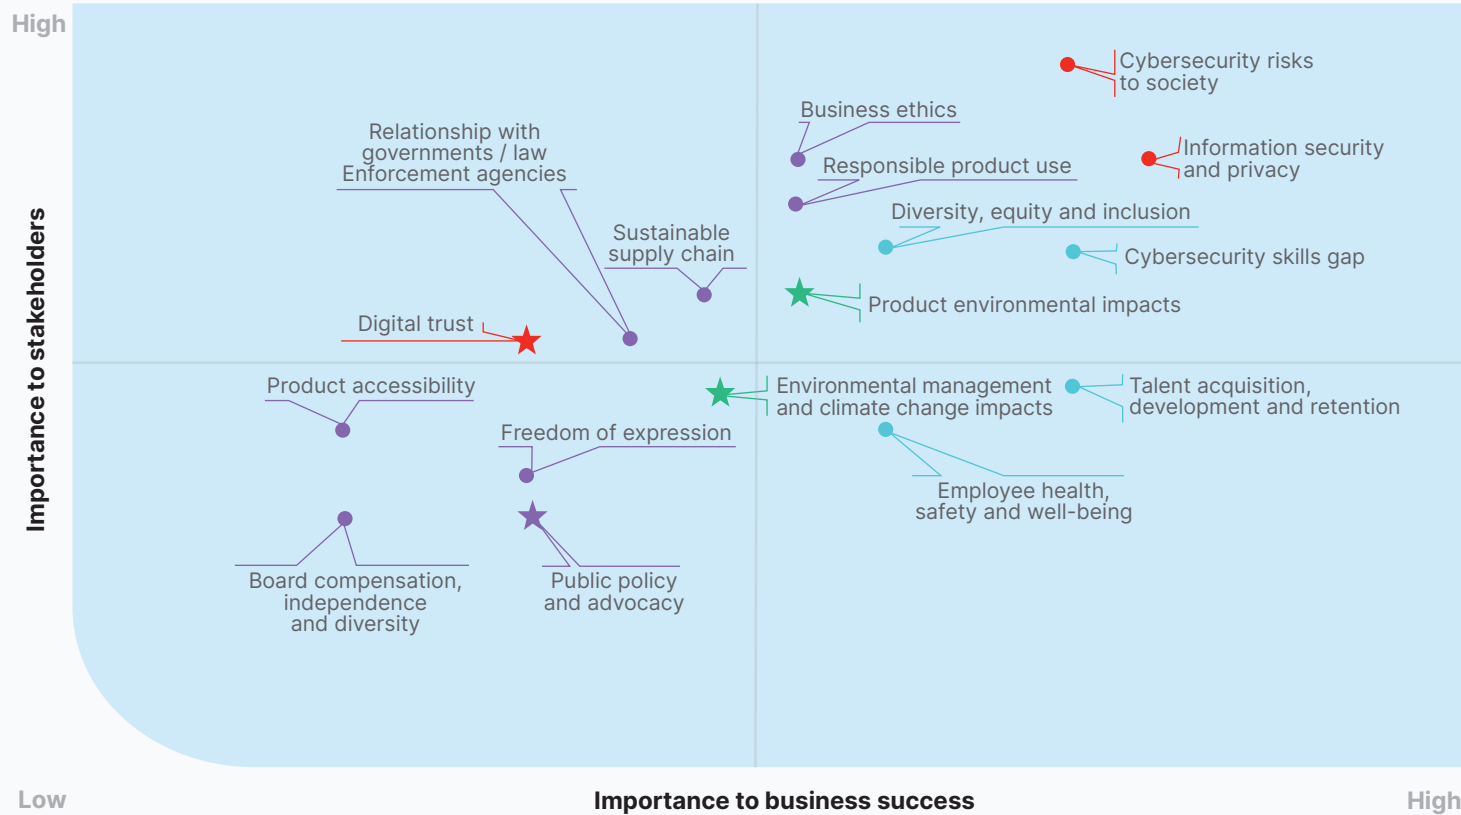 High
Cybersecurity risks
to society
Business ethics
Relationship with
governments / law
Enforcement agencies
Information security
and privacy
Responsible product use
Diversity, equity and inclusion
Sustainable
supply chain
Cybersecurity skills gap
Product environmental impacts
Digital trust
Importance to stakeholders
Product accessibility
Environmental management
and climate change impacts
Talent acquisition,
development and retention
Freedom of expression
Employee health,
safety and well-being
Board compensation,
independence
and diversity
Public policy
and advocacy
Low
Importance to business success
High